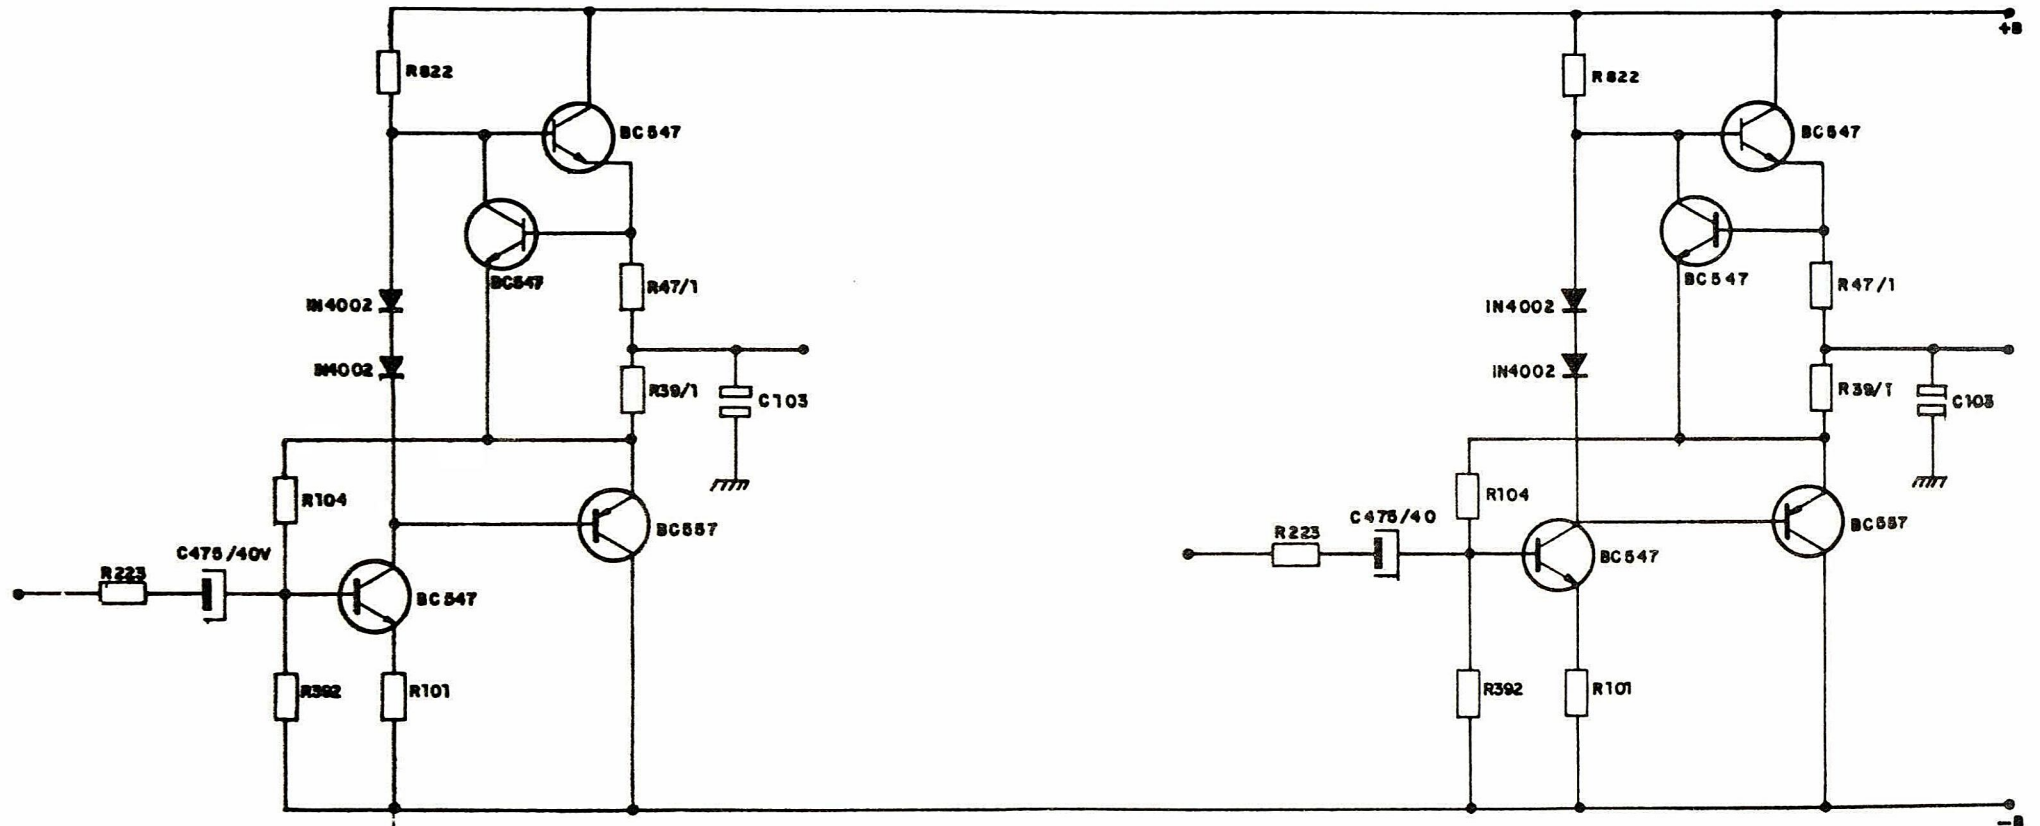 +B
R822
R822
BC547
BC547
BC547
BC547
R47/1
R47/1
IN4002
IN4002
IN4002
IN4002
R39/1
R39/1
C103
C103
R104
R104
C475/40
R223
BC557
BC557
C475/40V
BC547
R223
BC547
R392
R101
R392
R101
-B